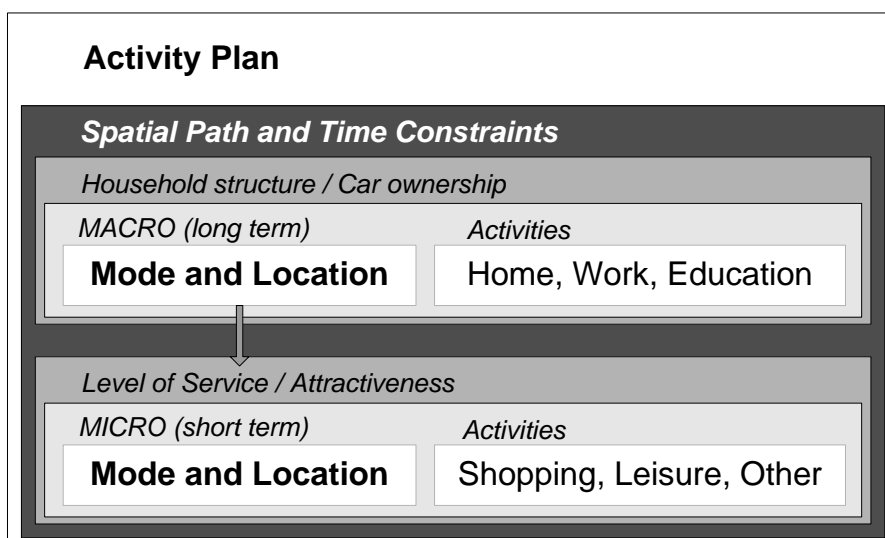 Activity Plan
Spatial Path and Time Constraints
Household structure / Car ownership
MACRO (long term)
Activities
Mode and Location
Home, Work, Education
Level of Service / Attractiveness
MICRO (short term)
Activities
Mode and Location
Shopping, Leisure, Other